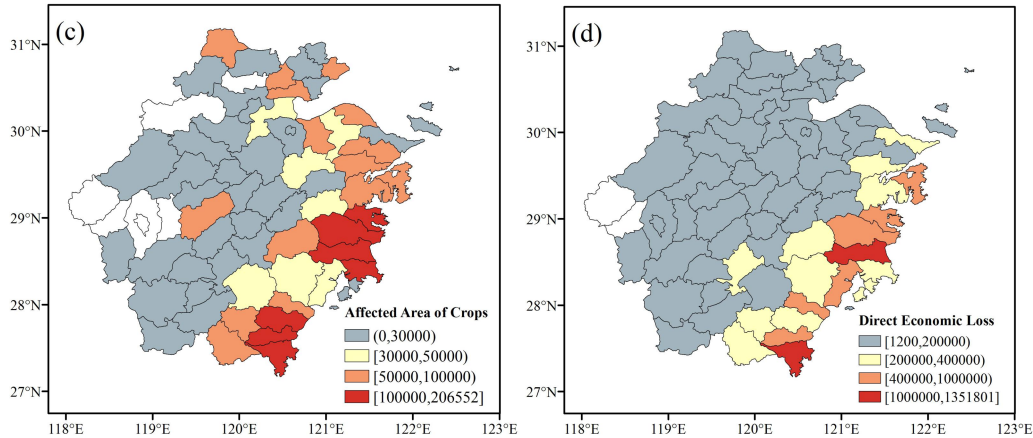 (c)
31°N
30°N
29°N
28°N
27°N
118°E 119°E 120°E 121°E 122°E 123°E
Affected Area of Crops
(0,30000)
[30000,50000)
[50000,100000)
[100000,206552]
(d)
31°N
30°N
29°N
28°N
27°N
118°E 119°E 120°E 121°E 122°E 123°E
Direct Economic Loss
[1200,200000)
[200000,400000)
[400000,1000000)
[1000000,1351801]